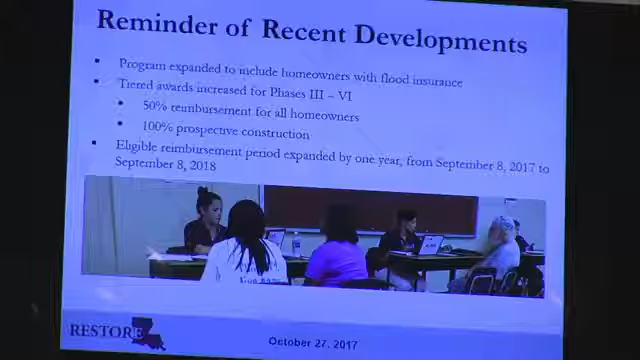 Reminder of Recent Developments
Program expanded to include homeowners with flood insurance
Tiered awards increased for Phases III – VI
50% reimbursement for all homeowners
100% prospective construction
Eligible reimbursement period expanded by one year, from September 8, 2017 to
September 8, 2018
RESTORE
October 27, 2017